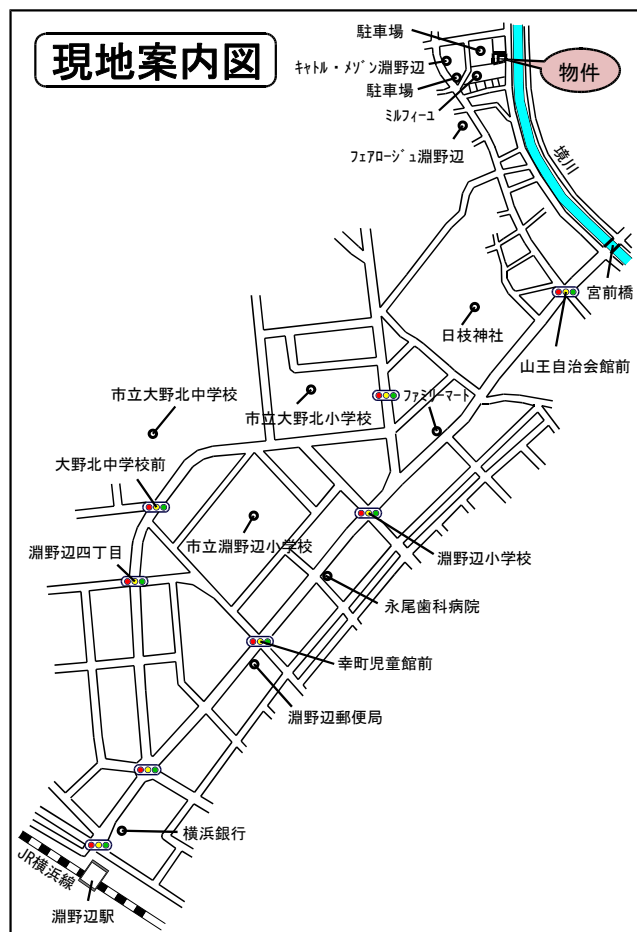 現地案内図
駐車場
ｷｬﾄﾙ・ﾒｿﾞﾝ淵野辺
物件
駐車場
ﾐﾙﾌｨｰﾕ
ﾌｪｱﾛｰｼﾞｭ淵野辺
境川
宮前橋
日枝神社
山王自治会館前
市立大野北中学校
市立大野北小学校
ﾌｧﾐﾘｰﾏｰﾄ
大野北中学校前
市立淵野辺小学校
淵野辺小学校
淵野辺四丁目
永尾歯科病院
幸町児童館前
淵野辺郵便局
横浜銀行
JR横浜線
淵野辺駅